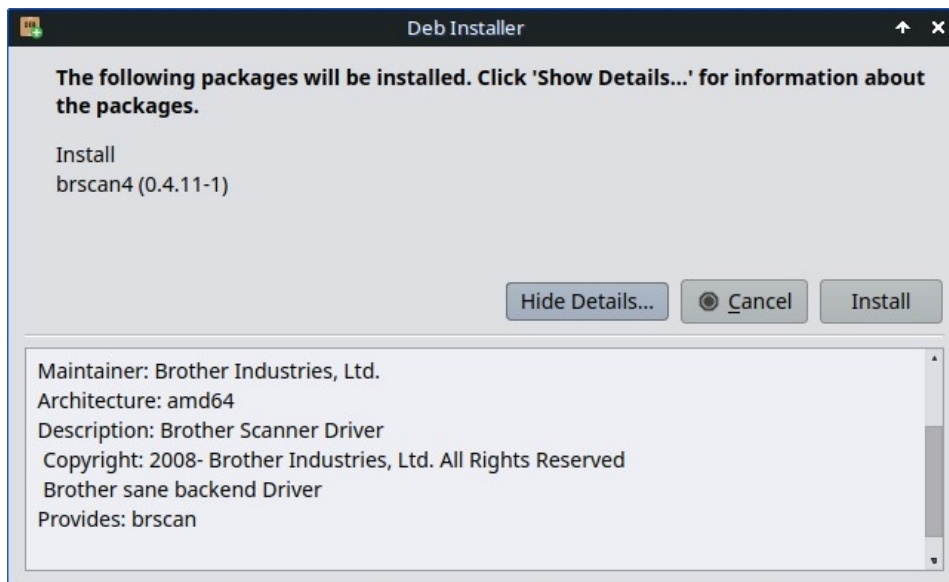 Deb Installer
The following packages will be installed. Click 'Show Details...' for information about
the packages.
Install
brscan4 (0.4.11-1)
Hide Details...
Cancel
Install
Maintainer: Brother Industries, Ltd.
Architecture: amd64
Description: Brother Scanner Driver
Copyright: 2008- Brother Industries, Ltd. All Rights Reserved
Brother sane backend Driver
Provides: brscan